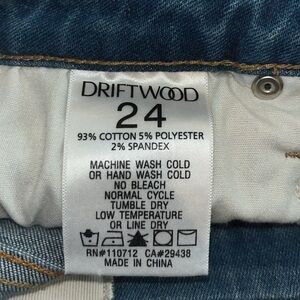 DRIFTWOOD
24
93% COTTON 5% POLYESTER
2% SPANDEX
MACHINE WASH COLD
OR HAND WASH COLD
NO BLEACH
NORMAL CYCLE
TUMBLE DRY
LOW TEMPERATURE
OR LINE DRY
RN#110712 CA#29438
MADE IN CHINA